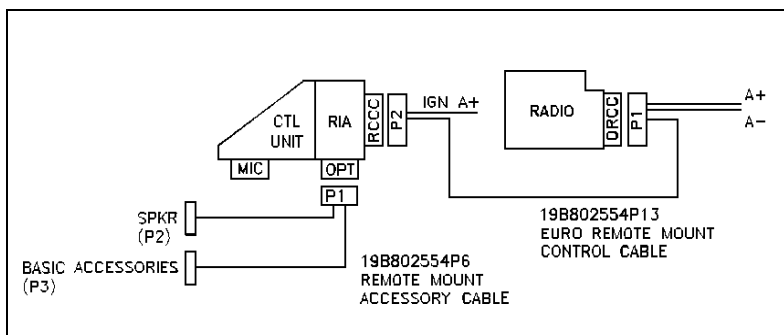 CTL
UNIT
RIA
RCCC
P2
IGN A+
RADIO
ORCC
P1
A+
A-
MIC
OPT
P1
SPKR
(P2)
BASIC ACCESSORIES
(P3)
19B802554P6
REMOTE MOUNT
ACCESSORY CABLE
19B802554P13
EURO REMOTE MOUNT
CONTROL CABLE